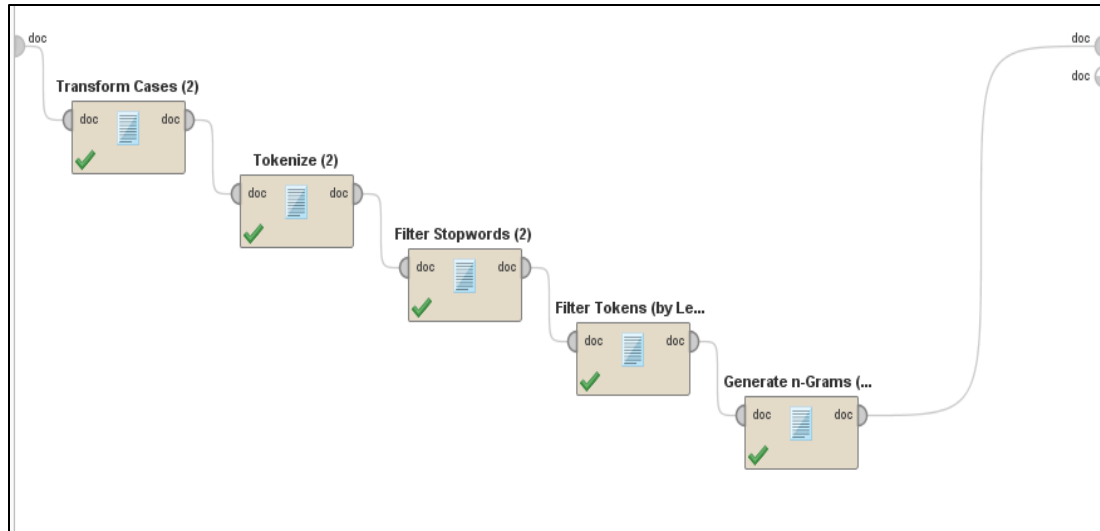 doc
doc
doc
Transform Cases (2)
doc doc
Tokenize (2)
doc doc
Filter Stopwords (2)
doc doc
Filter Tokens (by Le...
doc doc
Generate n-Grams (...
doc doc